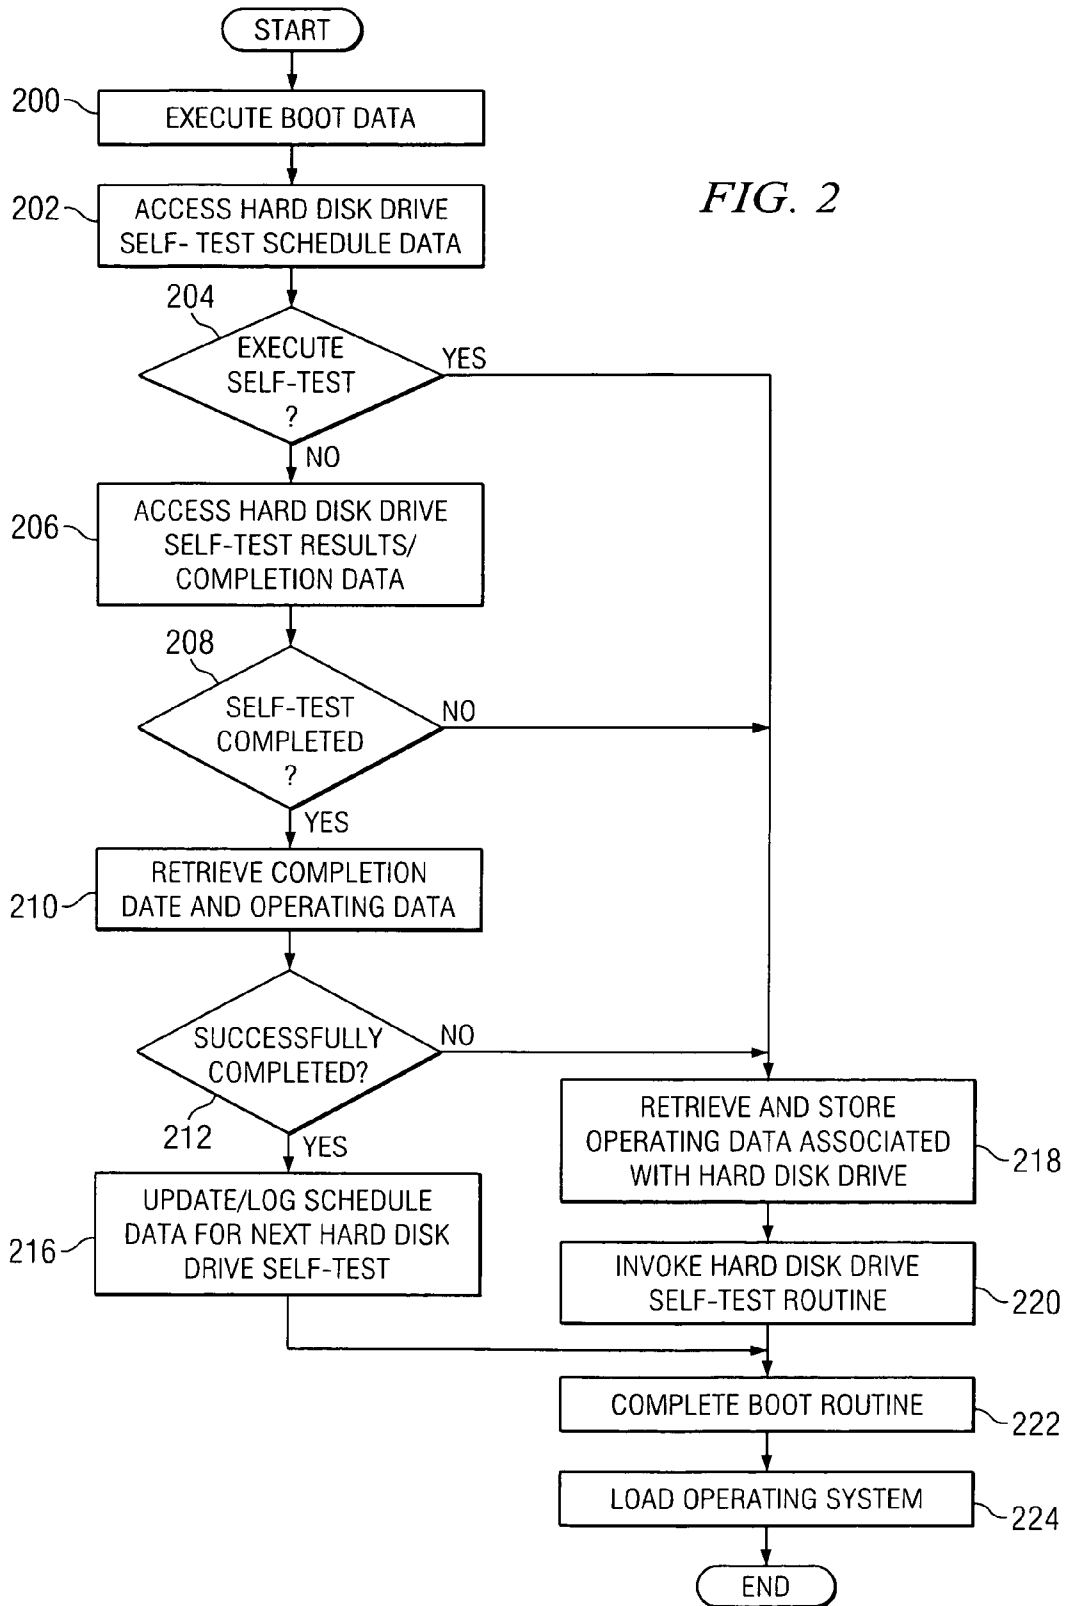 START
200
EXECUTE BOOT DATA
FIG. 2
202
ACCESS HARD DISK DRIVE
SELF- TEST SCHEDULE DATA
204
EXECUTE
SELF-TEST
?
YES
NO
206
ACCESS HARD DISK DRIVE
SELF-TEST RESULTS/
COMPLETION DATA
208
SELF-TEST
COMPLETED
?
NO
YES
210
RETRIEVE COMPLETION
DATE AND OPERATING DATA
SUCCESSFULLY
COMPLETED?
NO
212
YES
216
UPDATE/LOG SCHEDULE
DATA FOR NEXT HARD DISK
DRIVE SELF-TEST
RETRIEVE AND STORE
OPERATING DATA ASSOCIATED
WITH HARD DISK DRIVE
218
INVOKE HARD DISK DRIVE
SELF-TEST ROUTINE
220
COMPLETE BOOT ROUTINE
222
LOAD OPERATING SYSTEM
224
END